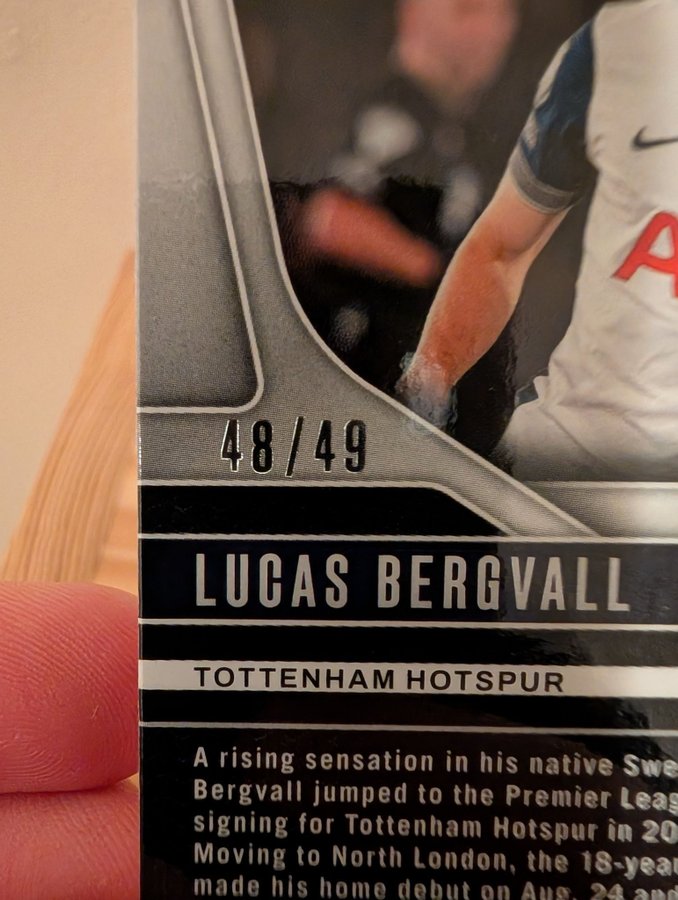 48/49
LUCAS BERGVALL
TOTTENHAM HOTSPUR
A rising sensation in his native
Bergvall jumped to the Premier
signing for Tottenham Hotspur in
Moving to North London, the
made his home debut on Aug. 24 and